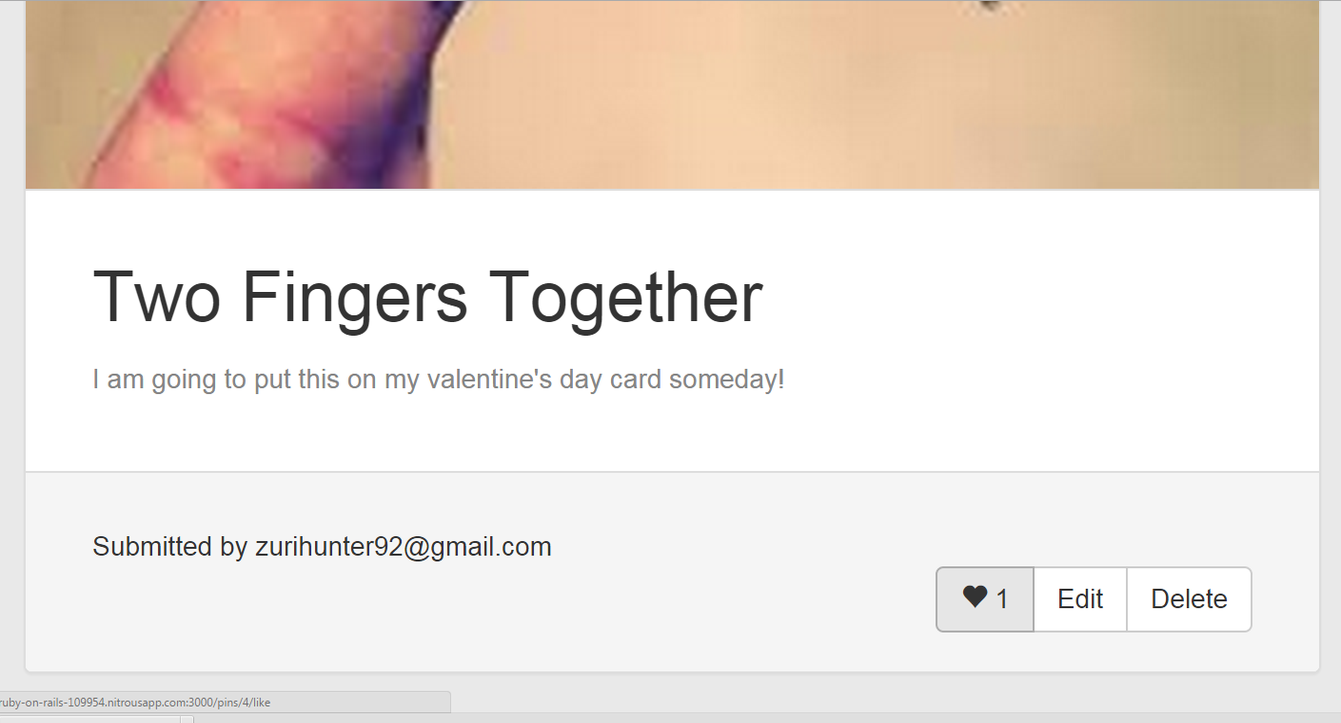 Two Fingers Together
I am going to put this on my valentine's day card someday!
Submitted by zurihunter92@gmail.com
♥ 1 Edit Delete
ruby-on-rails-109954.nitrousapp.com:3000/pins/4/like